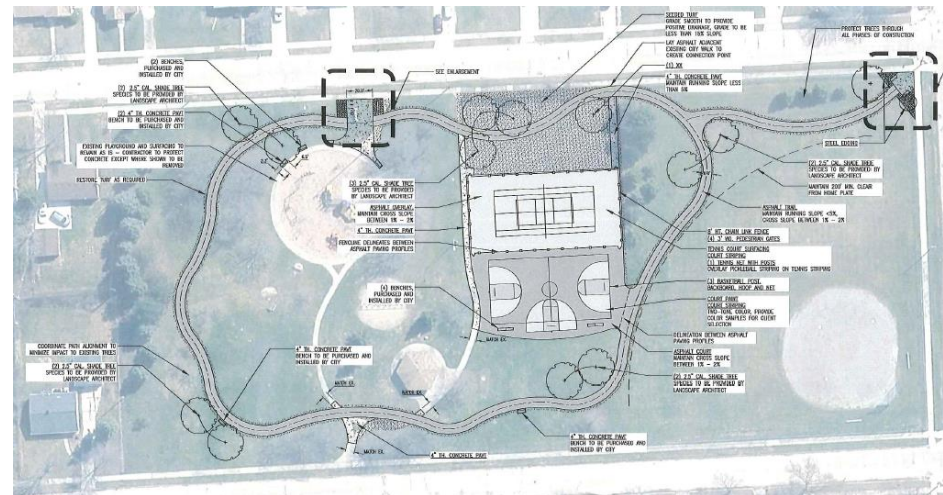 SEEDED TURF
GRADE SMOOTH TO PROVIDE
POSITIVE DRAINAGE, GRADE TO BE
LESS THAN 15% SLOPE
LAY ASPHALT ADJACENT
EXISTING CITY WALK TO
CREATE CONNECTION POINT
4" TH. CONCRETE PAV'T
MAINTAIN RUNNING SLOPE LESS
THAN 5%
PROTECT TREES THROUGH
ALL PHASES OF CONSTRUCTION
SEE ENLARGEMENT
(2) BENCHES,
PURCHASED AND
INSTALLED BY CITY
2.5" CAL. SHADE TREE
SPECIES TO BE PROVIDED BY
LANDSCAPE ARCHITECT
(2) 4" TH. CONCRETE PAV'T
BENCH TO BE PURCHASED AND
INSTALLED BY CITY
EXISTING PLAYGROUND AND SURFACING TO
REMAIN AS IS - CONTRACTOR TO PROTECT
CONCRETE EXCEPT WHERE SHOWN TO BE
REMOVED
RESTORE TURF AS REQUIRED
(3) 2.5" CAL. SHADE TREE
SPECIES TO BE PROVIDED
BY LANDSCAPE ARCHITECT
ASPHALT OVERLAY,
MAINTAIN CROSS SLOPE
BETWEEN 1% - 2%
4" TH. CONCRETE PAV'T
FENCELINE DELINEATES BETWEEN
ASPHALT PAVING PROFILES
(4) BENCHES,
PURCHASED AND
INSTALLED BY CITY
STEEL EDGING
(2) 2.5" CAL. SHADE TREE
SPECIES TO BE PROVIDED BY
LANDSCAPE ARCHITECT
MAINTAIN 200' MIN. CLEAR
FROM HOME PLATE
ASPHALT TRAIL
MAINTAIN RUNNING SLOPE <5%,
CROSS SLOPE BETWEEN 1% - 2%
8' HT. CHAIN LINK FENCE
(4) 3' WD. PEDESTRIAN GATES
TENNIS COURT SURFACING
COURT STRIPING
(1) TENNIS NET WITH POSTS
OVERLAY PICKLEBALL STRIPING ON TENNIS STRIPING
(3) BASKETBALL POST,
BACKBOARD, HOOP AND NET
COURT PAINT
COURT STRIPING
TWO-TONE COLOR, PROVIDE
COLOR SAMPLES FOR CLIENT
SELECTION
DELINEATION BETWEEN ASPHALT
PAVING PROFILES
ASPHALT COURT
MAINTAIN CROSS SLOPE
BETWEEN 1% - 2%
(2) 2.5" CAL. SHADE TREE
SPECIES TO BE PROVIDED BY
LANDSCAPE ARCHITECT
MATCH EX.
COORDINATE PATH ALIGNMENT TO
MINIMIZE IMPACT TO EXISTING TREES
(2) 2.5" CAL. SHADE TREE
SPECIES TO BE PROVIDED BY
LANDSCAPE ARCHITECT
4" TH. CONCRETE PAV'T
BENCH TO BE PURCHASED AND
INSTALLED BY CITY
MATCH EX.
MATCH EX.
MATCH EX.
4" TH. CONCRETE PAV'T
4" TH. CONCRETE PAV'T
BENCH TO BE PURCHASED AND
INSTALLED BY CITY